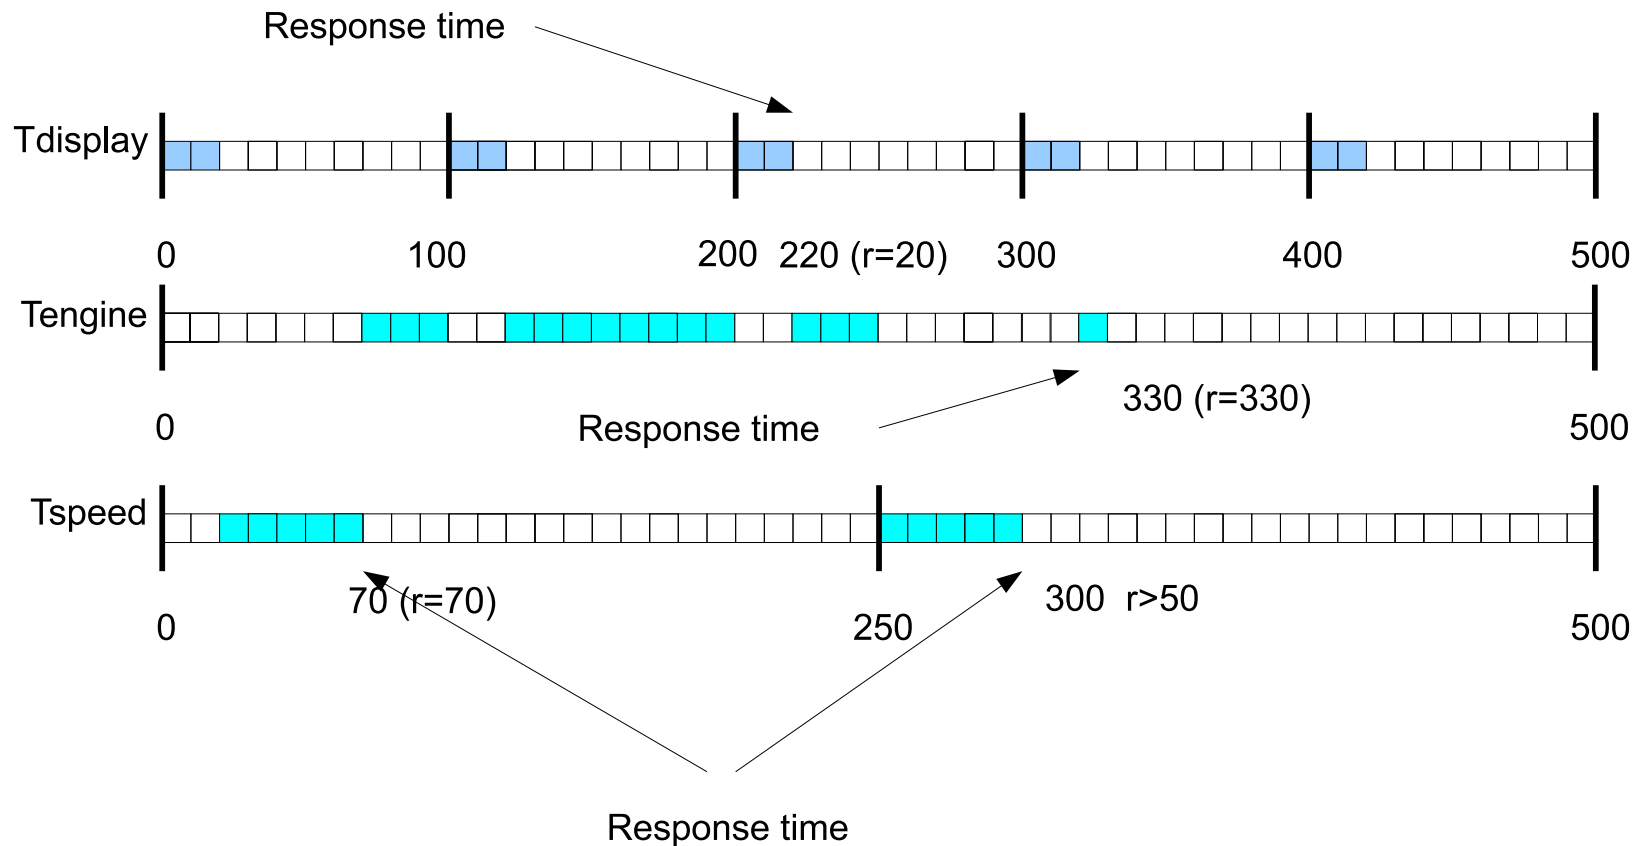 Response time
Tdisplay
0 100 200 220 (r=20) 300 400 500
Tengine
330 (r=330)
0 Response time 500
Tspeed
70 (r=70) 300 r>50
0 250 500
Response time